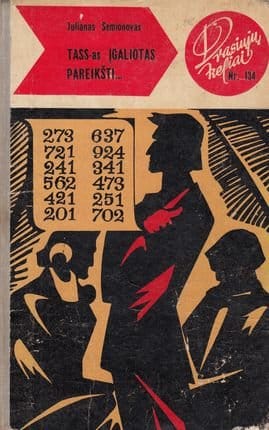 Julianas Semionovas
TASS-as ĮGALIOTAS
PAREIKŠTI...
Drąsiųjų
keliai
Nr. 134
273 637
721 924
241 341
562 473
421 251
201 702